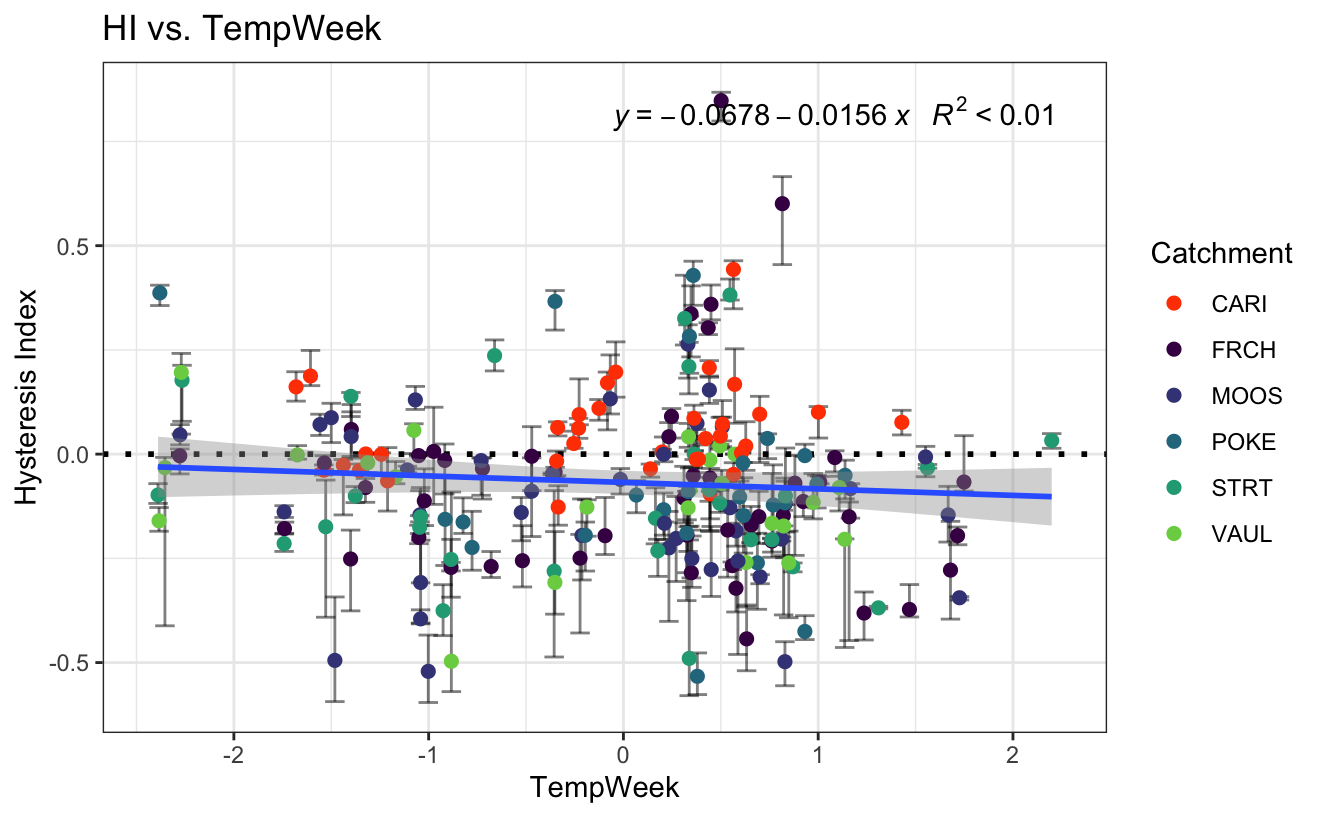 HI vs. TempWeek
y = −0.0678 − 0.0156 x R² < 0.01
Hysteresis Index
0.5
0.0
-0.5
-2 -1 0 1 2
TempWeek
Catchment
CARI
FRCH
MOOS
POKE
STRT
VAUL